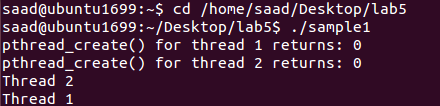 saad@ubuntu1699:~$ cd /home/saad/Desktop/lab5
saad@ubuntu1699:~/Desktop/lab5$ ./sample1
pthread_create() for thread 1 returns: 0
pthread_create() for thread 2 returns: 0
Thread 2
Thread 1